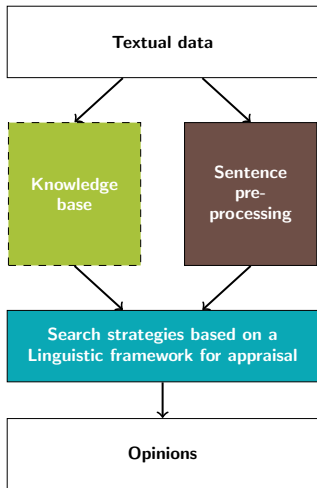 Textual data
Knowledge
base
Sentence
pre-
processing
Search strategies based on a
Linguistic framework for appraisal
Opinions